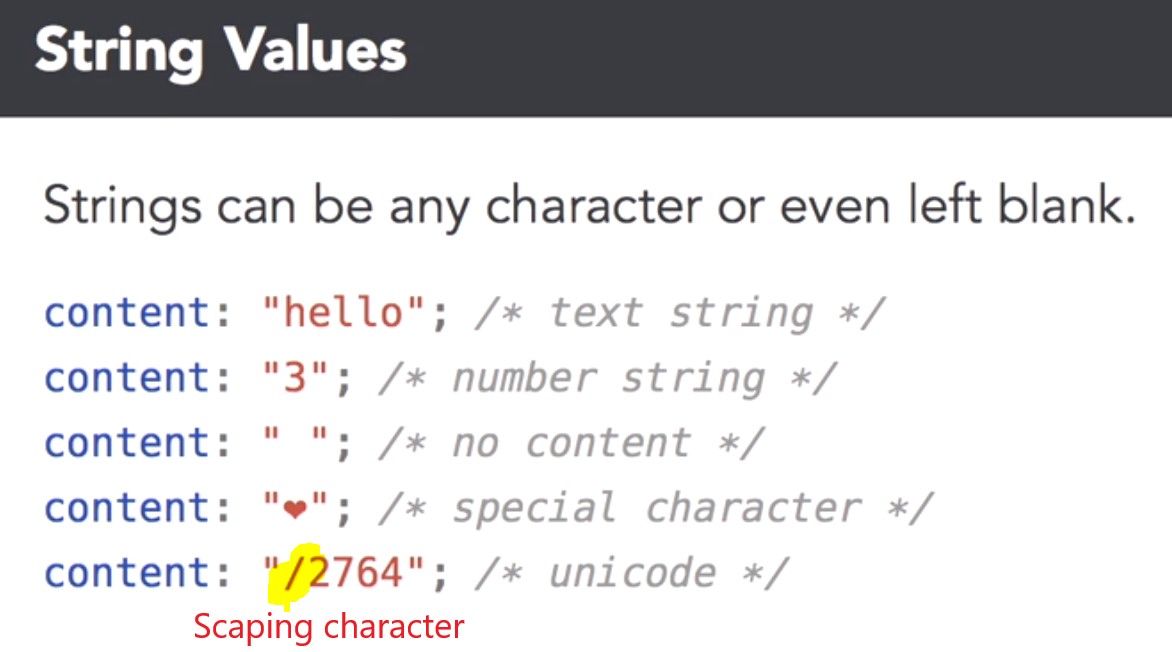 String Values
Strings can be any character or even left blank.
content: "hello"; /* text string */
content: "3"; /* number string */
content: " "; /* no content */
content: "❤"; /* special character */
content: "/2764"; /* unicode */
Scaping character